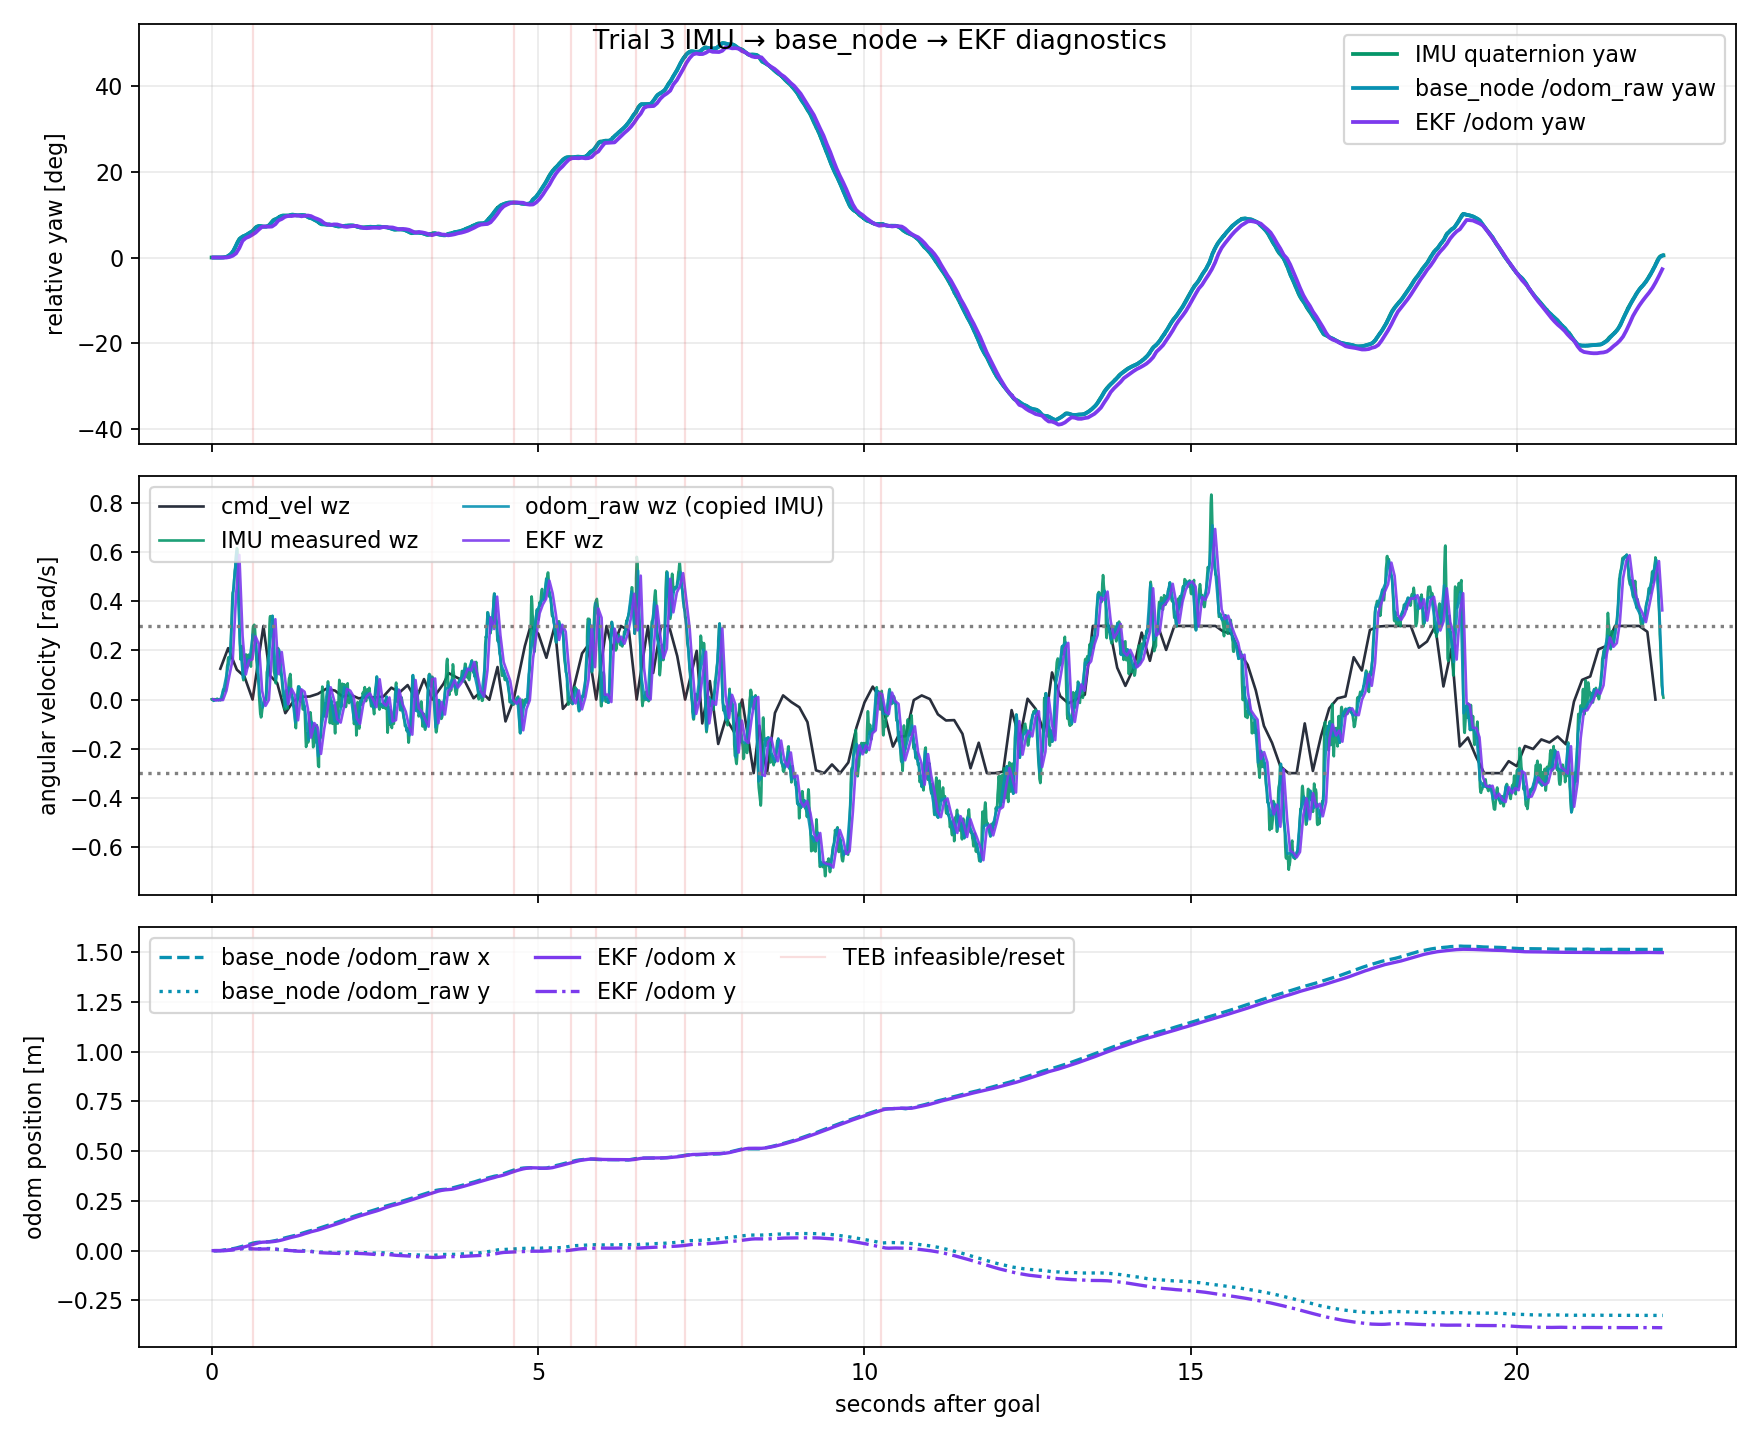 Trial 3 IMU → base_node → EKF diagnostics
IMU quaternion yaw
base_node /odom_raw yaw
EKF /odom yaw
relative yaw [deg]
40
20
0
−20
−40
cmd_vel wz
IMU measured wz
odom_raw wz (copied IMU)
EKF wz
angular velocity [rad/s]
0.8
0.6
0.4
0.2
0.0
−0.2
−0.4
−0.6
base_node /odom_raw x
base_node /odom_raw y
EKF /odom x
EKF /odom y
TEB infeasible/reset
odom position [m]
1.50
1.25
1.00
0.75
0.50
0.25
0.00
−0.25
0 5 10 15 20
seconds after goal